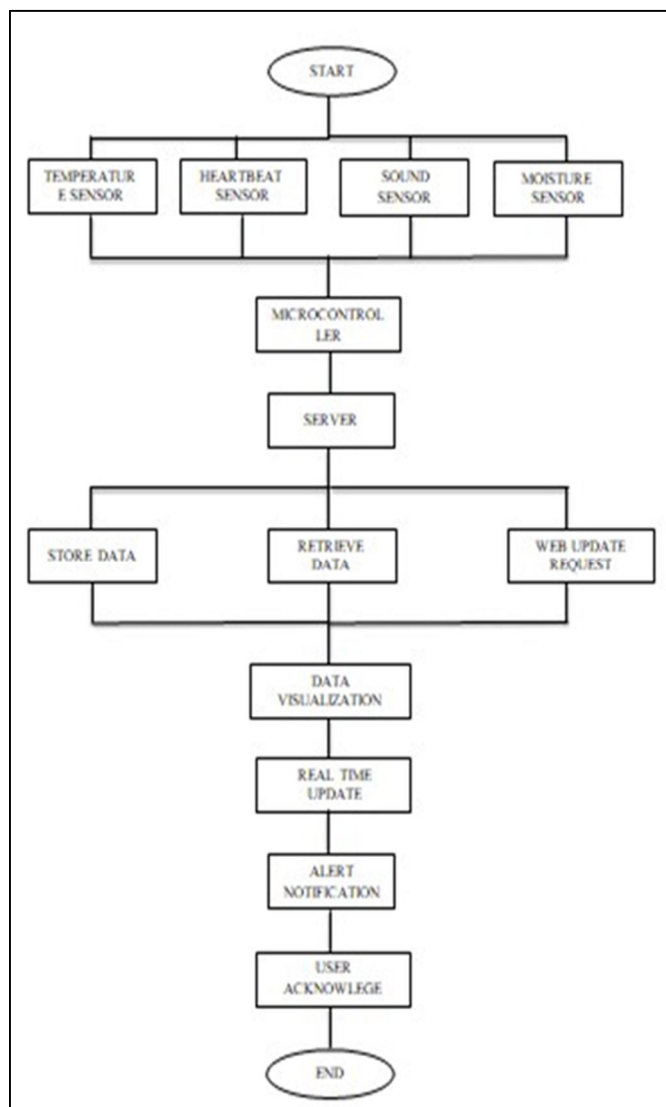 START
TEMPERATUR
E SENSOR
HEARTBEAT
SENSOR
SOUND
SENSOR
MOISTURE
SENSOR
MICROCONTROL
LER
SERVER
STORE DATA
RETRIEVE
DATA
WEB UPDATE
REQUEST
DATA
VISUALIZATION
REAL TIME
UPDATE
ALERT
NOTIFICATION
USER
ACKNOWLEGE
END